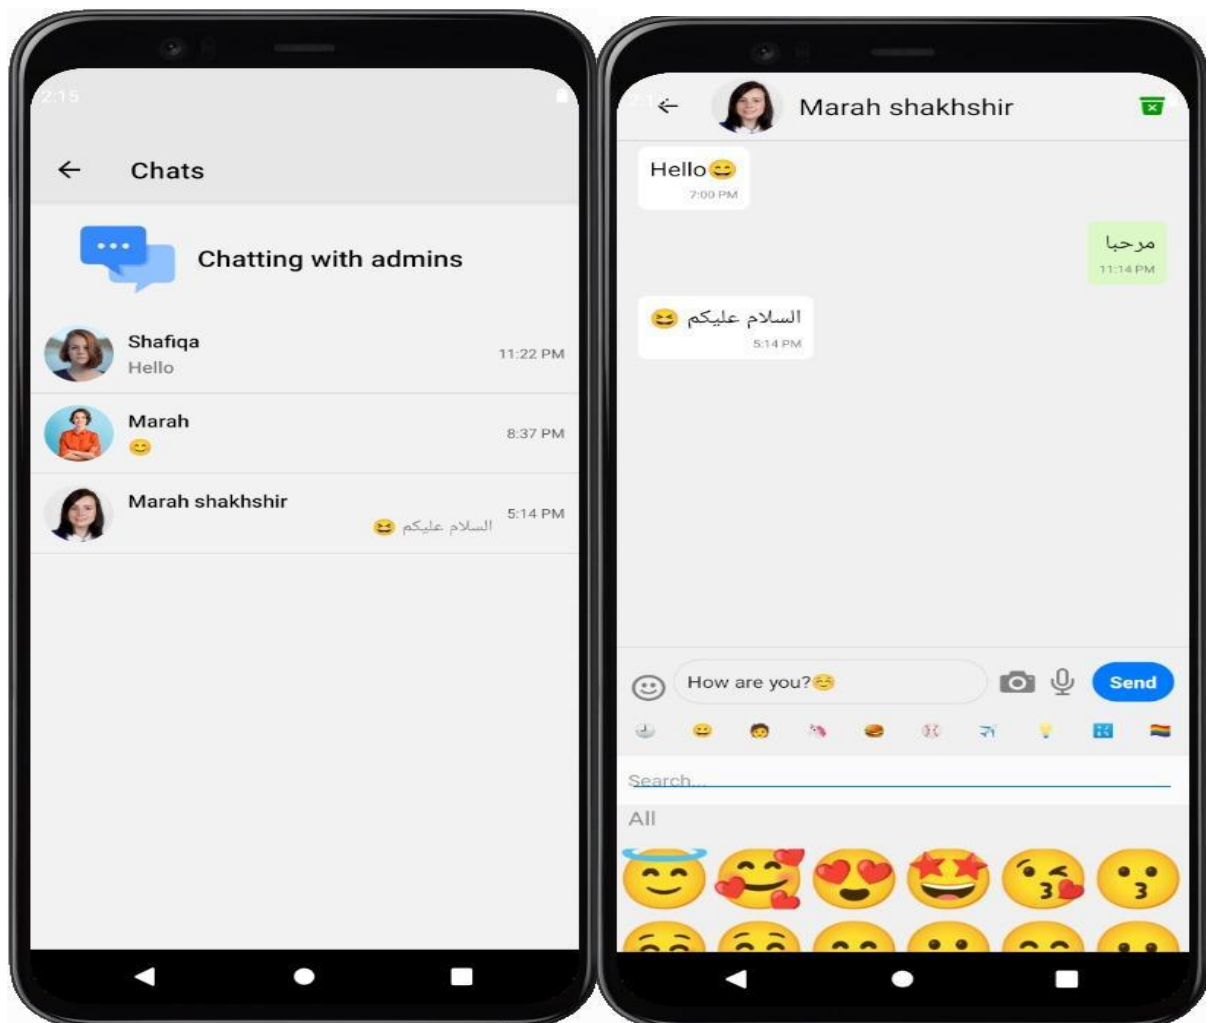 2:15
Chats
Chatting with admins
Shafiqa
Hello
11:22 PM
Marah
😊
8:37 PM
Marah shakhshir
السلام عليكم 😆
5:14 PM
Marah shakhshir
Hello😄
7:00 PM
مرحبا
11:14 PM
السلام عليكم 😆
5:14 PM
How are you?☺️
Send
Search...
All